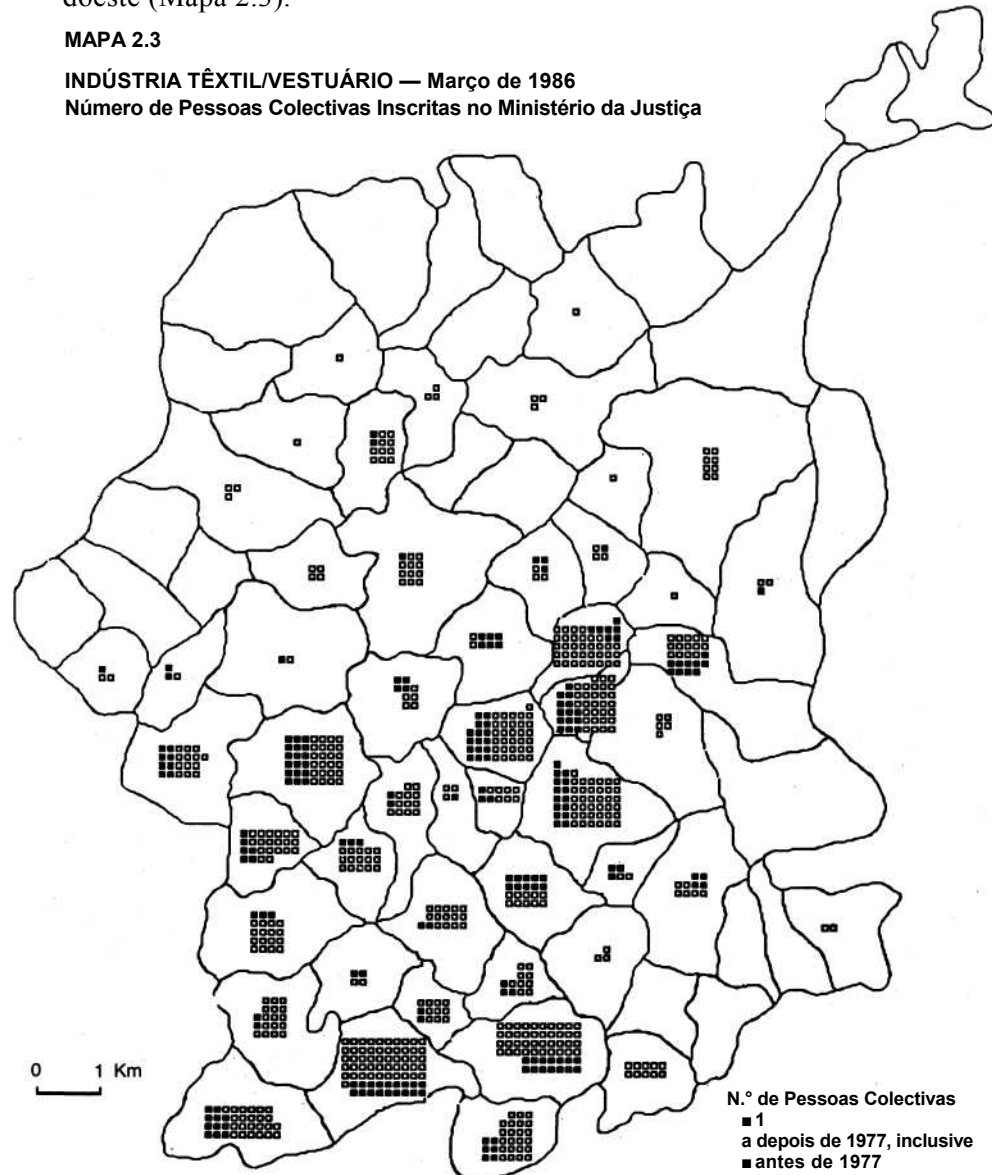 doeste (Mapa 2.3).
MAPA 2.3
INDÚSTRIA TÊXTIL/VESTUÁRIO — Março de 1986
Número de Pessoas Colectivas Inscritas no Ministério da Justiça
0 1 Km
N.° de Pessoas Colectivas
■ 1
a depois de 1977, inclusive
■ antes de 1977